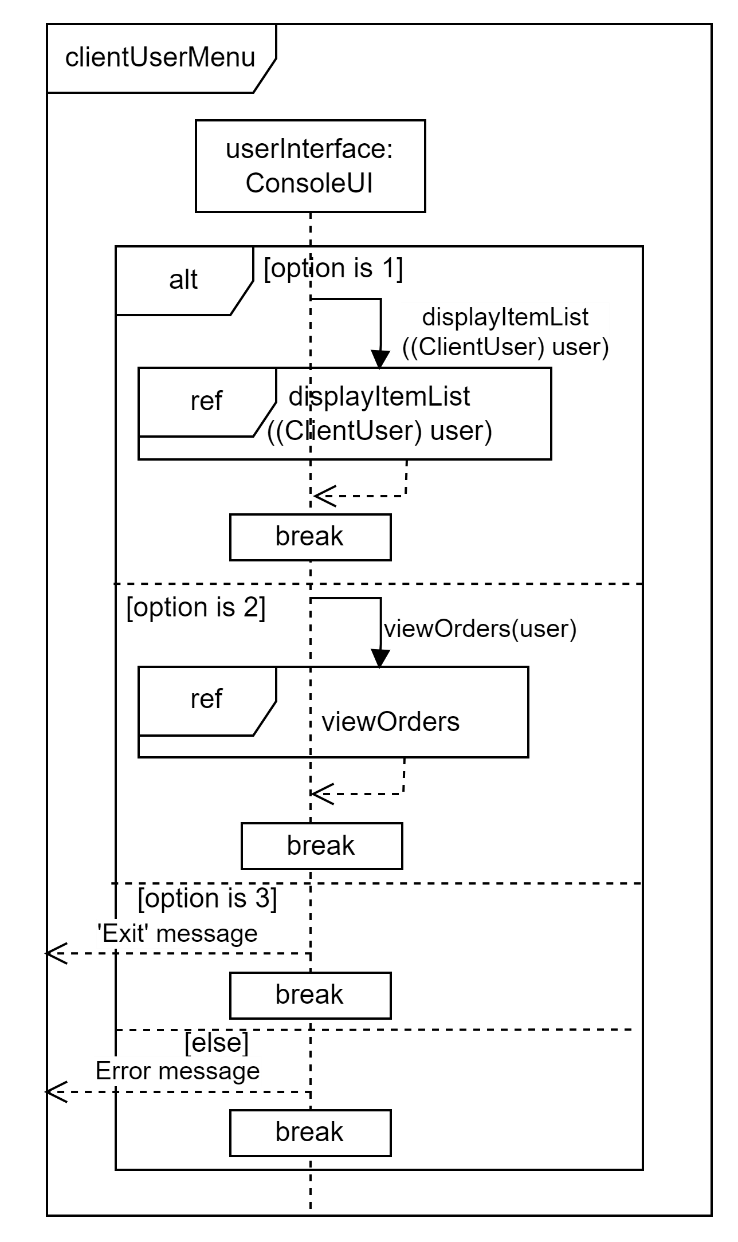 clientUserMenu
userInterface:
ConsoleUI
alt
[option is 1]
displayItemList
((ClientUser) user)
ref
displayItemList
((ClientUser) user)
break
[option is 2]
viewOrders(user)
ref
viewOrders
break
[option is 3]
'Exit' message
break
[else]
Error message
break